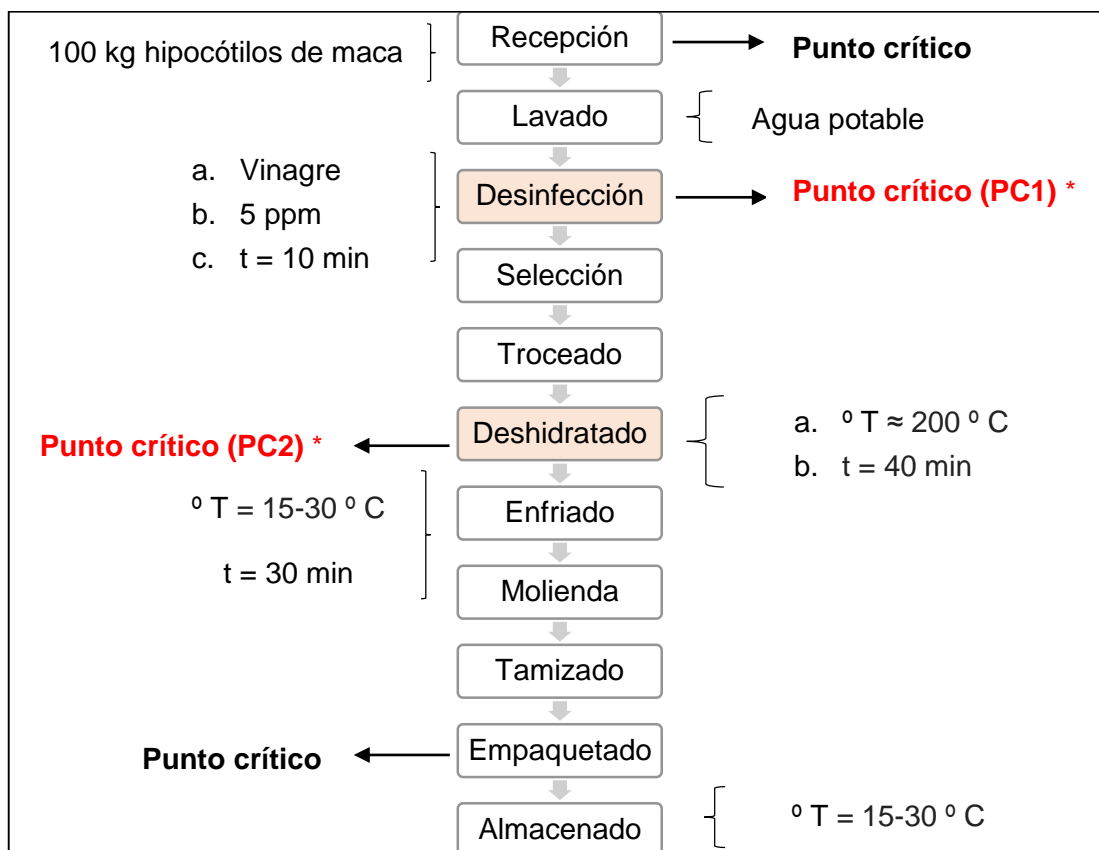 100 kg hipocótilos de maca
Recepción
Punto crítico
Lavado
Agua potable
a. Vinagre
b. 5 ppm
c. t = 10 min
Desinfección
Punto crítico (PC1) *
Selección
Troceado
Punto crítico (PC2) *
Deshidratado
a. º T ≈ 200 º C
b. t = 40 min
º T = 15-30 º C
t = 30 min
Enfriado
Molienda
Tamizado
Punto crítico
Empaquetado
Almacenado
º T = 15-30 º C